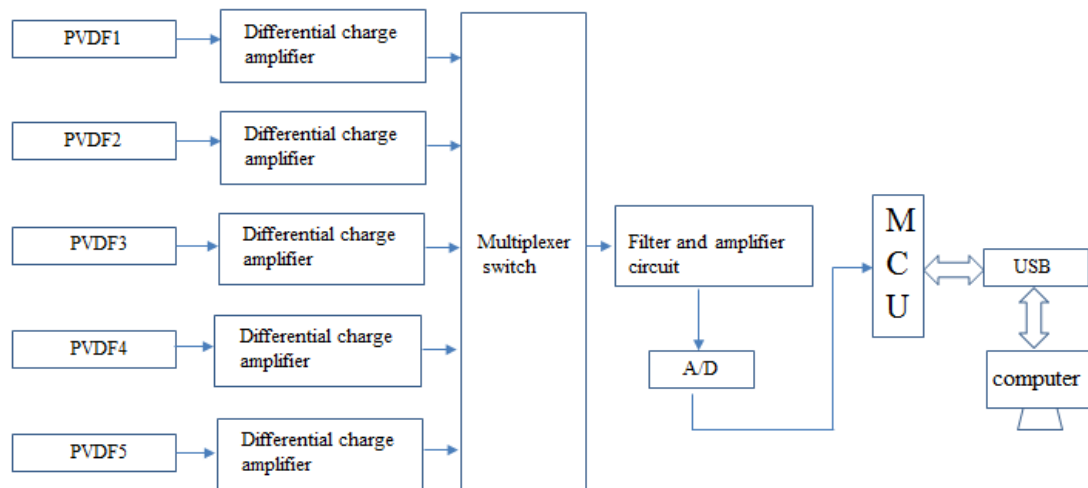 PVDF1
Differential charge
amplifier
PVDF2
Differential charge
amplifier
PVDF3
Differential charge
amplifier
PVDF4
Differential charge
amplifier
PVDF5
Differential charge
amplifier
Multiplexer
switch
Filter and amplifier
circuit
A/D
M
C
U
USB
computer